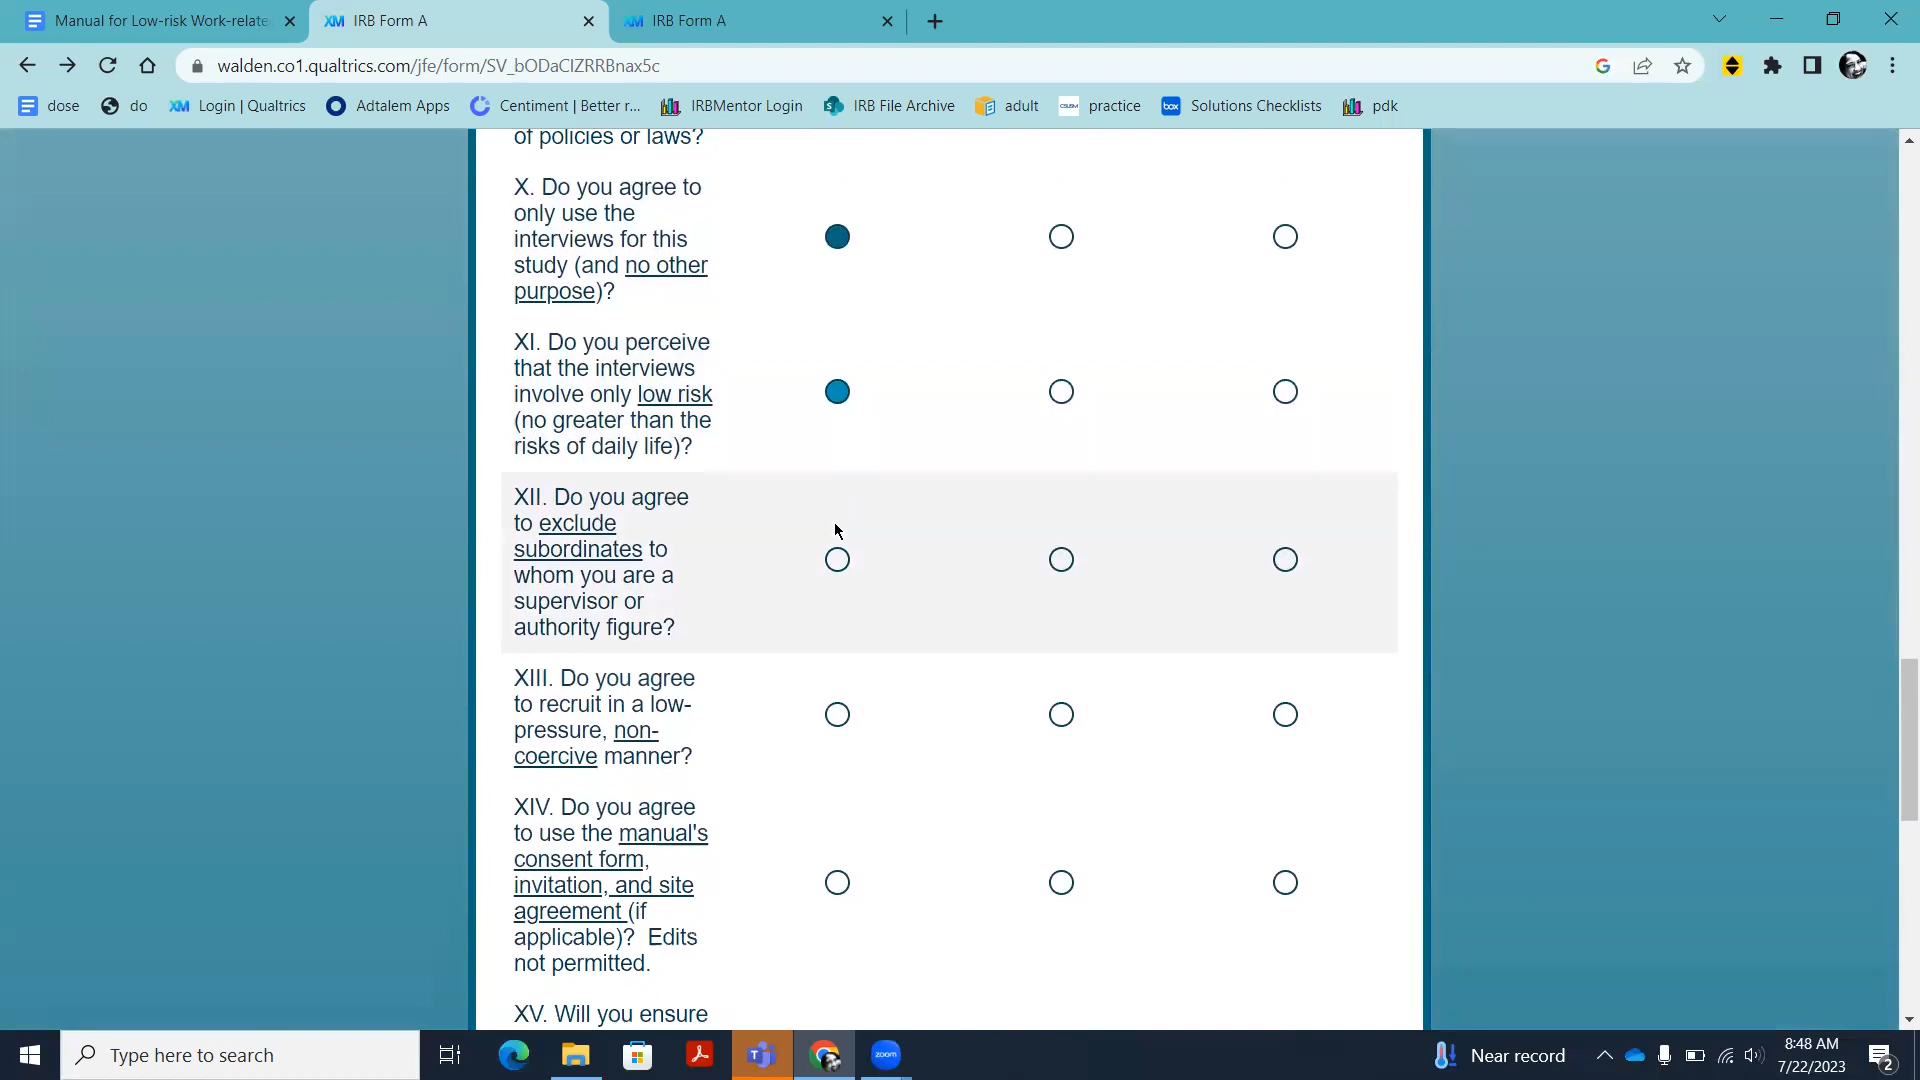 Manual for Low-risk Work-relate
IRB Form A
IRB Form A
walden.co1.qualtrics.com/jfe/form/SV_bODaCIZRRBnax5c
dose
do
Login | Qualtrics
Adtalem Apps
Centiment | Better r...
IRBMentor Login
IRB File Archive
adult
practice
Solutions Checklists
pdk
of policies or laws?
X. Do you agree to
only use the
interviews for this
study (and no other
purpose)?
XI. Do you perceive
that the interviews
involve only low risk
(no greater than the
risks of daily life)?
XII. Do you agree
to exclude
subordinates to
whom you are a
supervisor or
authority figure?
XIII. Do you agree
to recruit in a low-
pressure, non-
coercive manner?
XIV. Do you agree
to use the manual's
consent form,
invitation, and site
agreement (if
applicable)? Edits
not permitted.
XV. Will you ensure
Type here to search
zoom
Near record
8:48 AM
7/22/2023
2